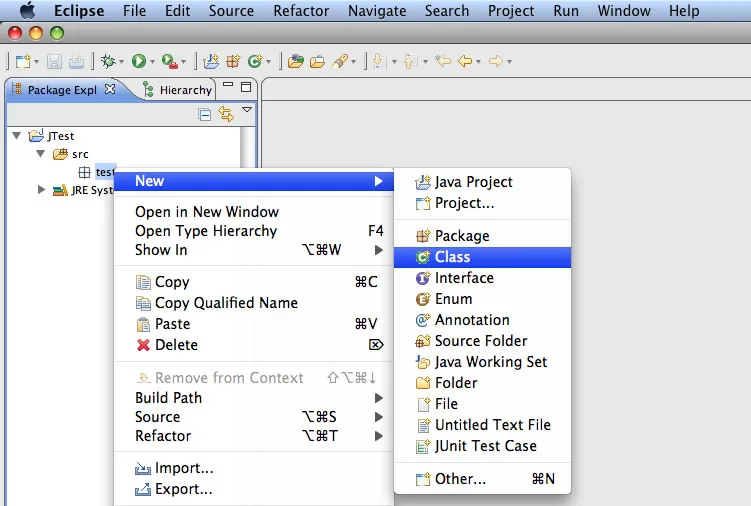 Eclipse File Edit Source Refactor Navigate Search Project Run Window Help
Package Expl Hierarchy
JTest
src
test
JRE Syst
New
Open in New Window
Open Type Hierarchy F4
Show In ⌥⌘W
Copy ⌘C
Copy Qualified Name
Paste ⌘V
Delete ⌦
Remove from Context ⇧⌥⌘↓
Build Path
Source ⌥⌘S
Refactor ⌥⌘T
Import...
Export...
Java Project
Project...
Package
Class
Interface
Enum
Annotation
Source Folder
Java Working Set
Folder
File
Untitled Text File
JUnit Test Case
Other... ⌘N